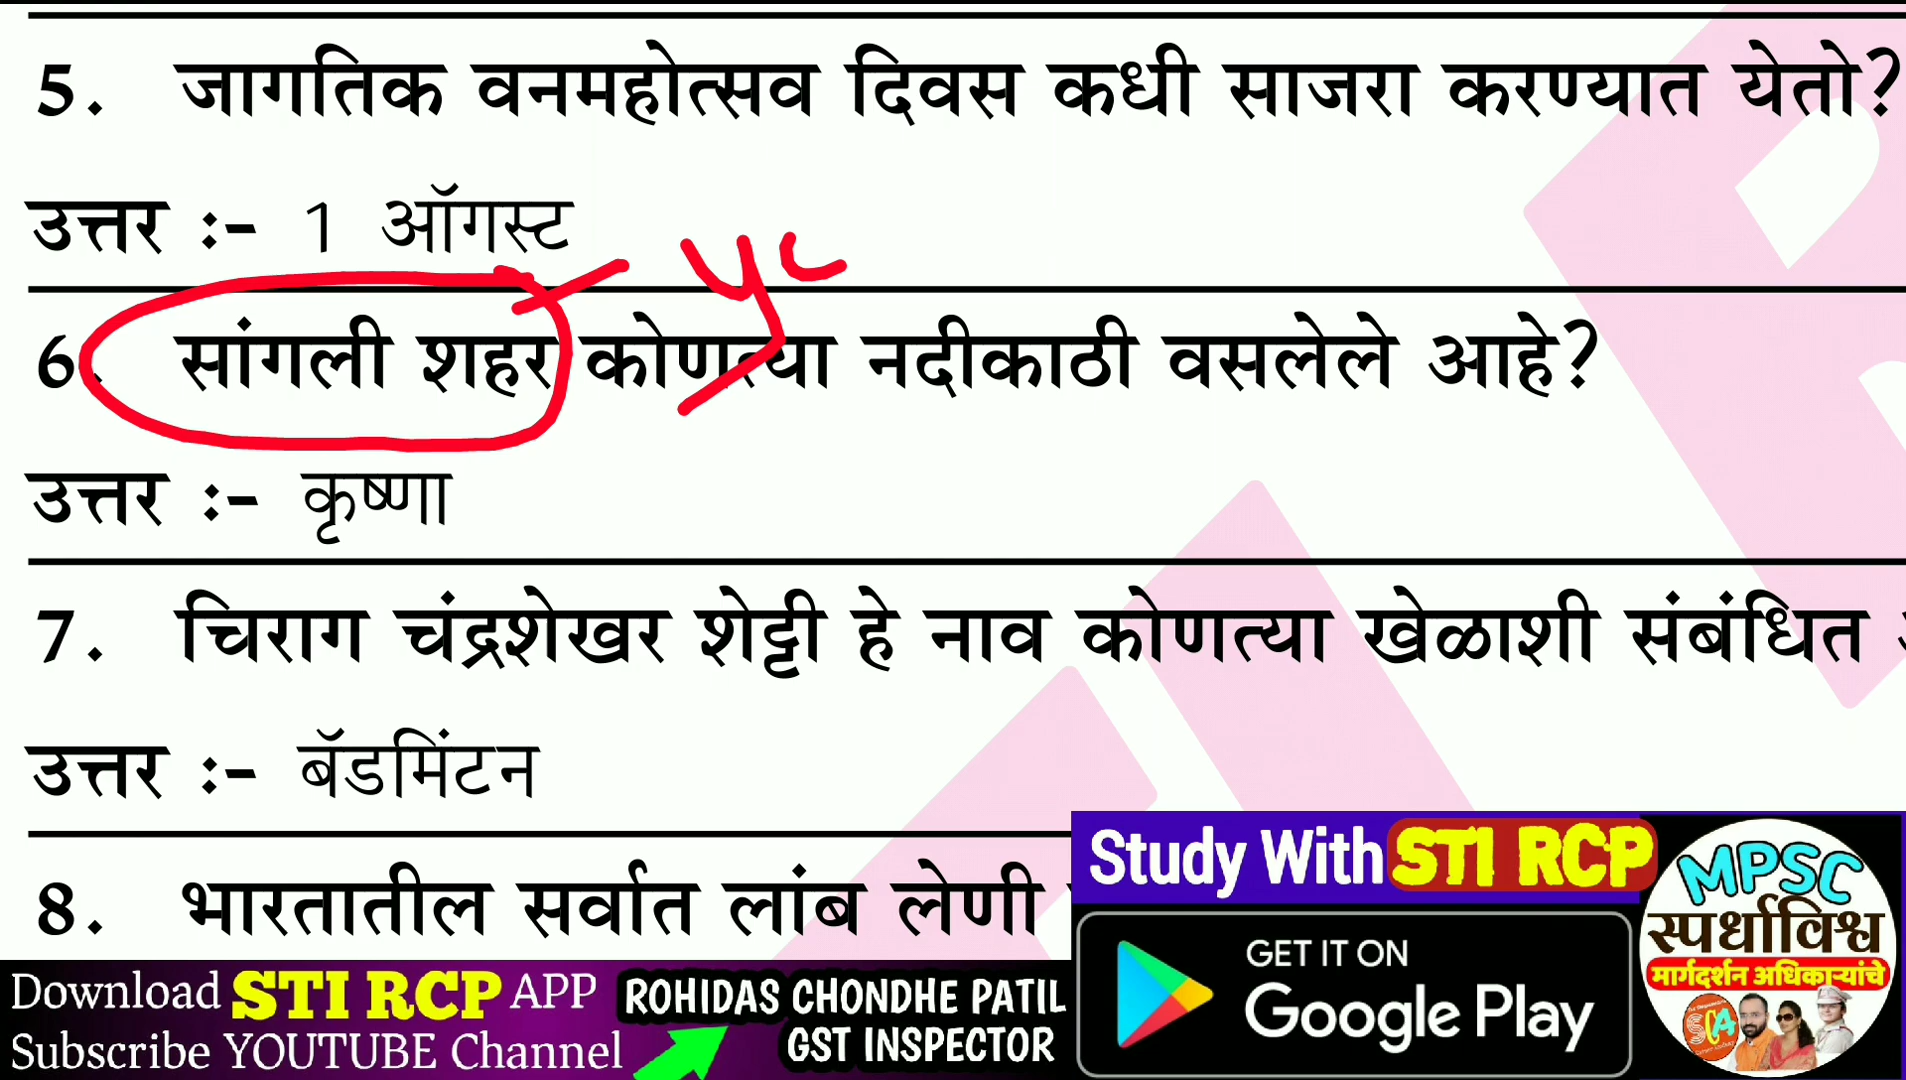 5. जागतिक वनमहोत्सव दिवस कधी साजरा करण्यात येतो?
उत्तर :- 1 ऑगस्ट
6. सांगली शहर कोणत्या नदीकाठी वसलेले आहे?
उत्तर :- कृष्णा
7. चिराग चंद्रशेखर शेट्टी हे नाव कोणत्या खेळाशी संबंधित
उत्तर :- बॅडमिंटन
8. भारतातील सर्वात लांब लेणी
Study With STI RCP
GET IT ON
Google Play
MPSC
स्पर्धाविश्व
मार्गदर्शन अधिकाऱ्यांचे
Download STI RCP APP
Subscribe YOUTUBE Channel
ROHIDAS CHONDHE PATIL
GST INSPECTOR